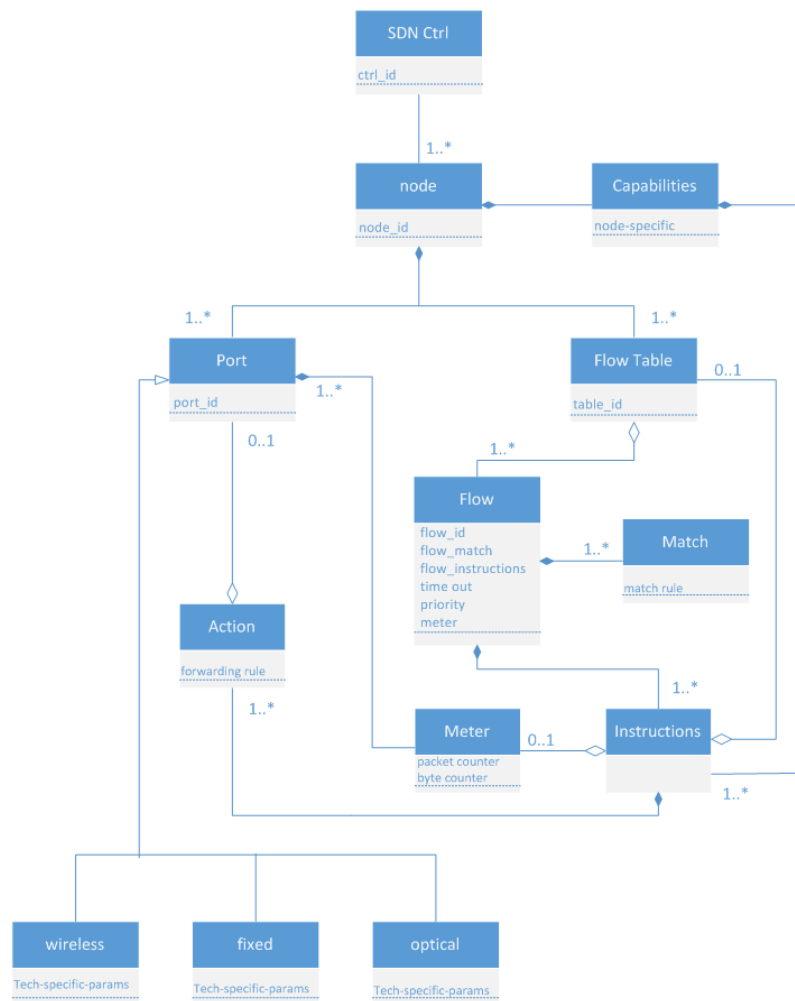 SDN Ctrl
ctrl_id
1..*
node
node_id
Capabilities
node-specific
1..*
1..*
Port
port_id
1..*
0..1
Flow Table
table_id
0..1
1..*
Flow
flow_id
flow_match
flow_instructions
time out
priority
meter
1..*
Match
match rule
Action
forwarding rule
1..*
1..*
Meter
packet counter
byte counter
0..1
Instructions
1..*
wireless
Tech-specific-params
fixed
Tech-specific-params
optical
Tech-specific-params